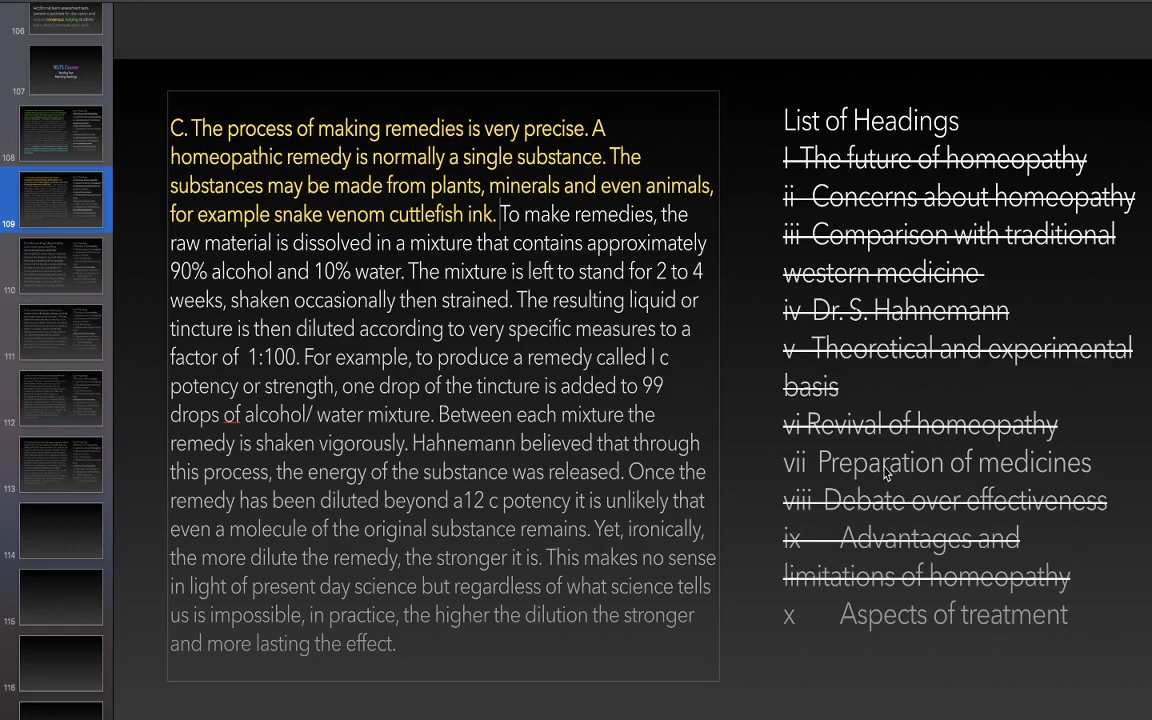 106
107
IELTS Course
108
109
110
111
112
113
114
115
116
C. The process of making remedies is very precise. A
homeopathic remedy is normally a single substance. The
substances may be made from plants, minerals and even animals,
for example snake venom cuttlefish ink. To make remedies, the
raw material is dissolved in a mixture that contains approximately
90% alcohol and 10% water. The mixture is left to stand for 2 to 4
weeks, shaken occasionally then strained. The resulting liquid or
tincture is then diluted according to very specific measures to a
factor of 1:100. For example, to produce a remedy called I c
potency or strength, one drop of the tincture is added to 99
drops of alcohol/ water mixture. Between each mixture the
remedy is shaken vigorously. Hahnemann believed that through
this process, the energy of the substance was released. Once the
remedy has been diluted beyond a12 c potency it is unlikely that
even a molecule of the original substance remains. Yet, ironically,
the more dilute the remedy, the stronger it is. This makes no sense
in light of present day science but regardless of what science tells
us is impossible, in practice, the higher the dilution the stronger
and more lasting the effect.
List of Headings
I The future of homeopathy
ii Concerns about homeopathy
iii Comparison with traditional
western medicine
iv Dr. S. Hahnemann
v Theoretical and experimental
basis
vi Revival of homeopathy
vii Preparation of medicines
viii Debate over effectiveness
ix Advantages and
limitations of homeopathy
x Aspects of treatment